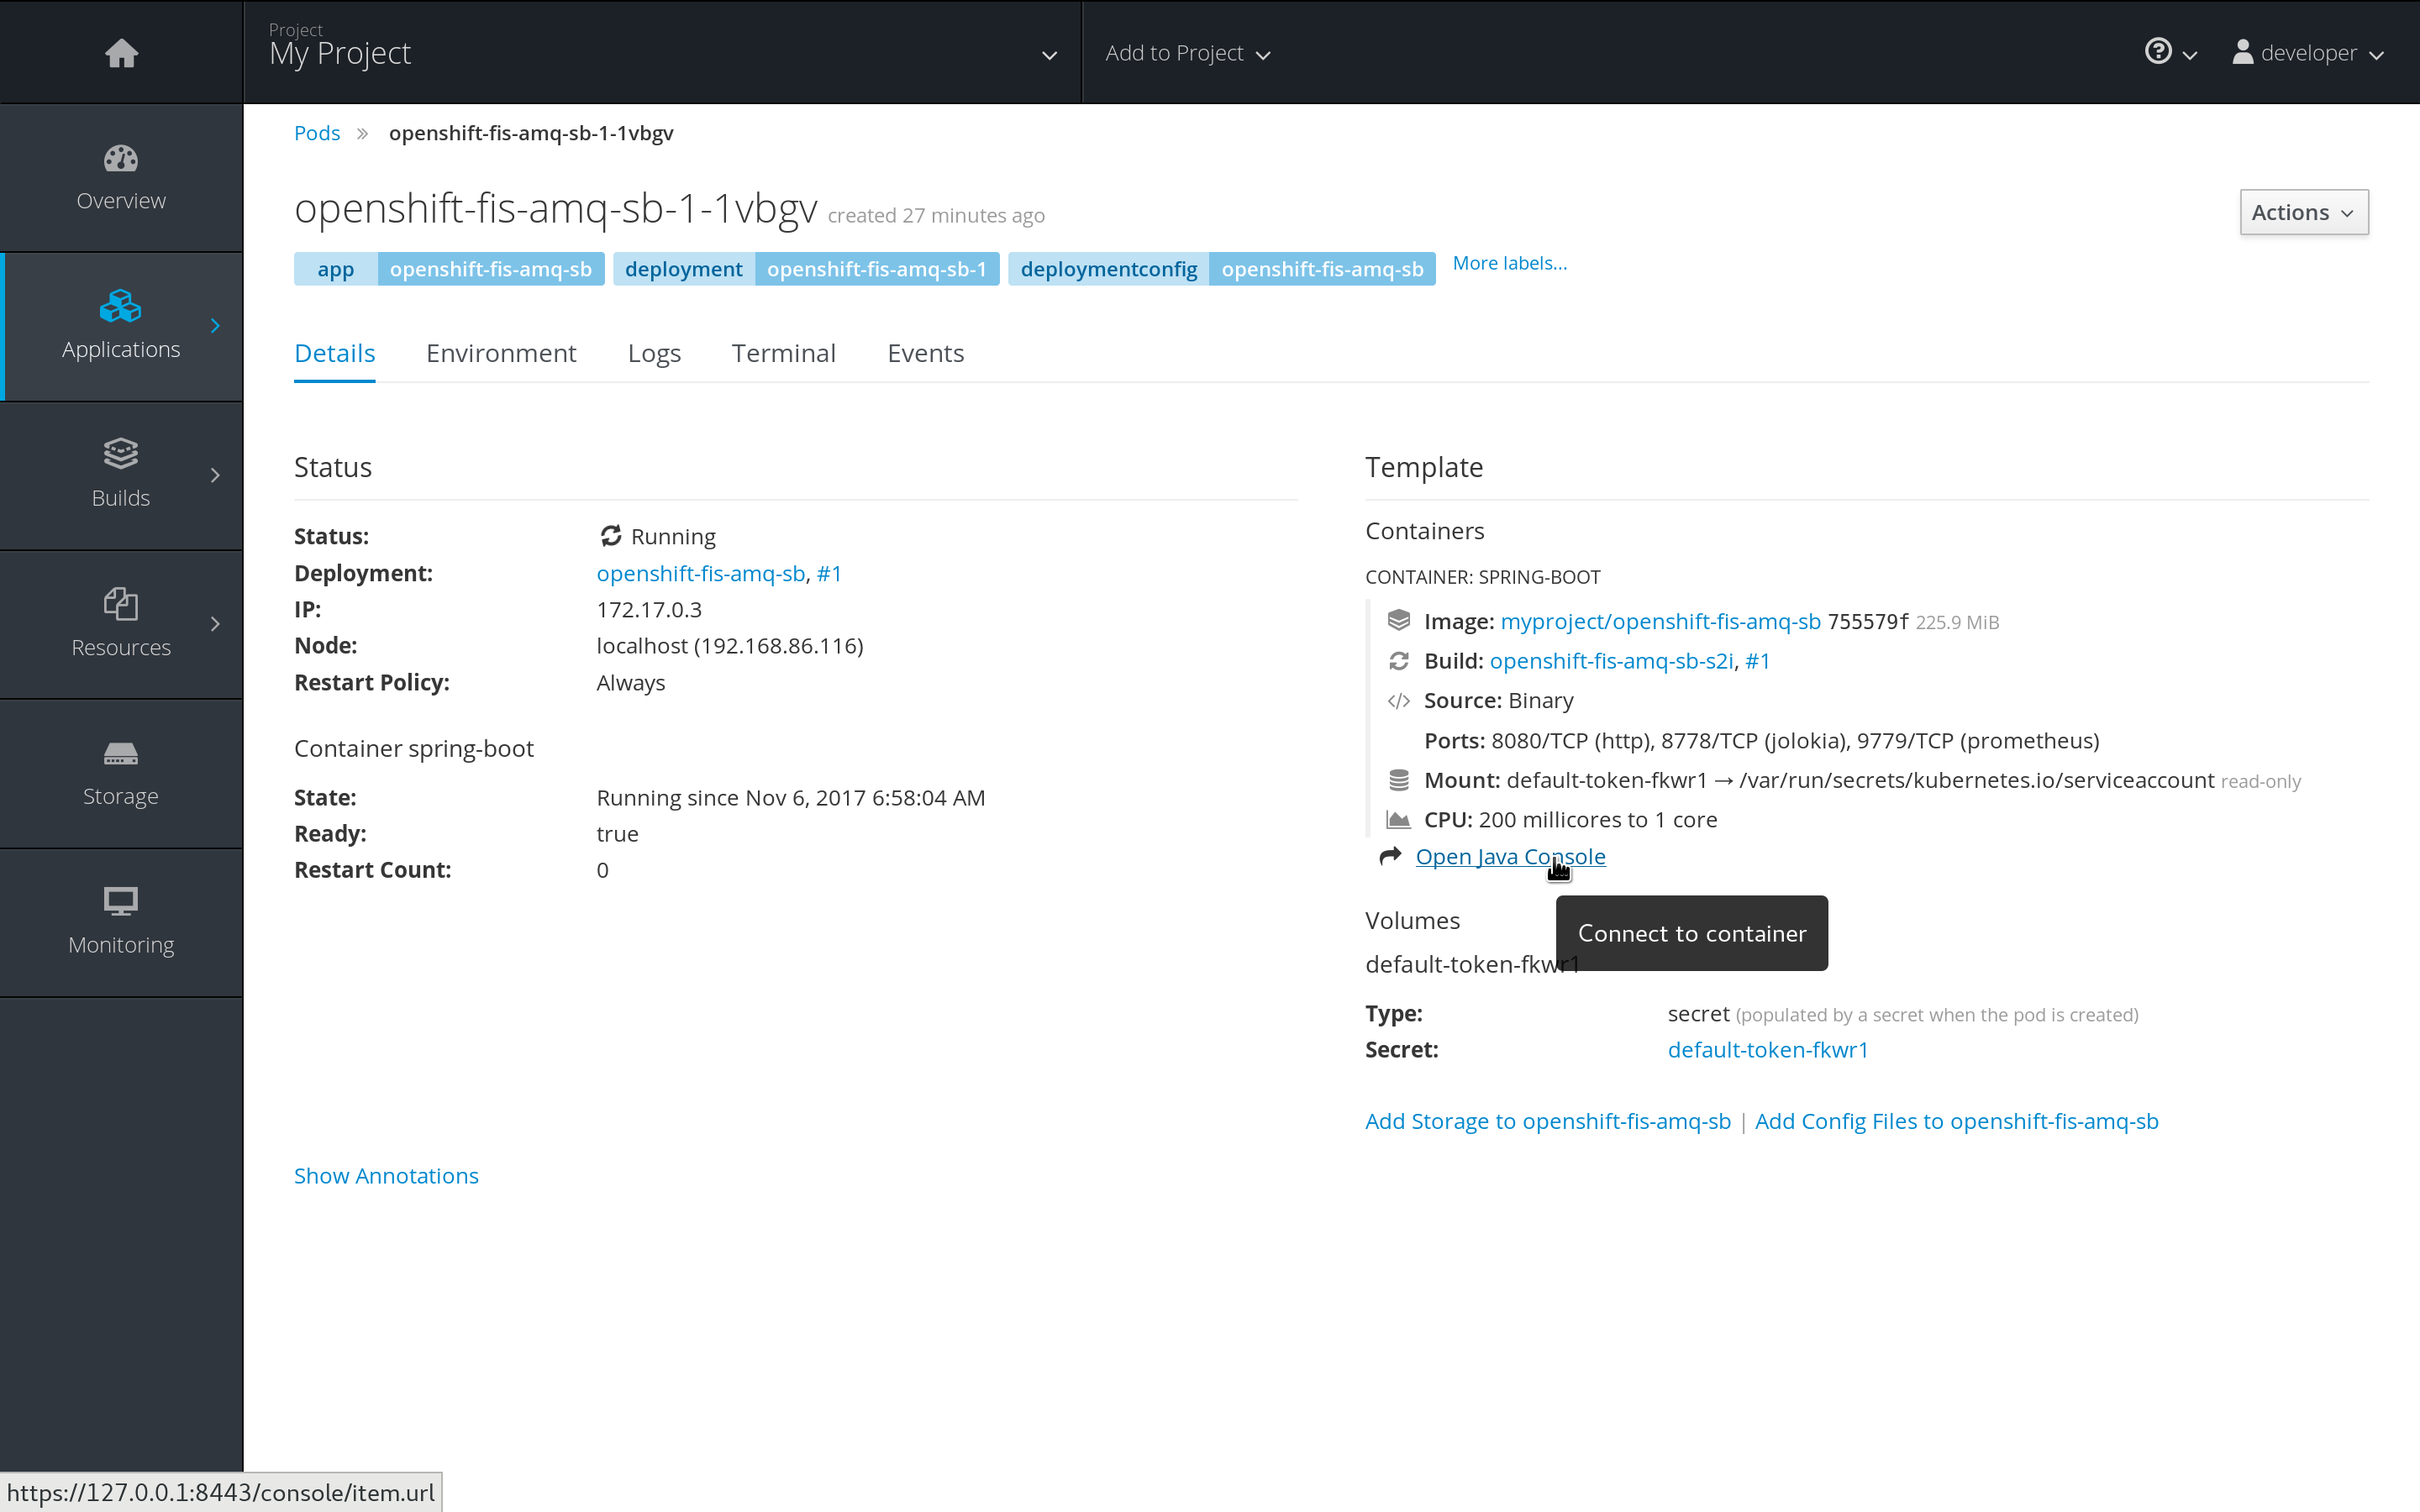 Project
My Project
Add to Project
developer
Overview
Applications
Builds
Resources
Storage
Monitoring
Pods » openshift-fis-amq-sb-1-1vbgv
openshift-fis-amq-sb-1-1vbgv created 27 minutes ago
Actions
app openshift-fis-amq-sb deployment openshift-fis-amq-sb-1 deploymentconfig openshift-fis-amq-sb More labels...
Details Environment Logs Terminal Events
Status
Status: Running
Deployment: openshift-fis-amq-sb, #1
IP: 172.17.0.3
Node: localhost (192.168.86.116)
Restart Policy: Always
Container spring-boot
State: Running since Nov 6, 2017 6:58:04 AM
Ready: true
Restart Count: 0
Show Annotations
Template
Containers
CONTAINER: SPRING-BOOT
Image: myproject/openshift-fis-amq-sb 755579f 225.9 MiB
Build: openshift-fis-amq-sb-s2i, #1
</> Source: Binary
Ports: 8080/TCP (http), 8778/TCP (jolokia), 9779/TCP (prometheus)
Mount: default-token-fkwr1 → /var/run/secrets/kubernetes.io/serviceaccount read-only
CPU: 200 millicores to 1 core
Open Java Console
Connect to container
Volumes
default-token-fkwr1
Type: secret (populated by a secret when the pod is created)
Secret: default-token-fkwr1
Add Storage to openshift-fis-amq-sb | Add Config Files to openshift-fis-amq-sb
https://127.0.0.1:8443/console/item.url